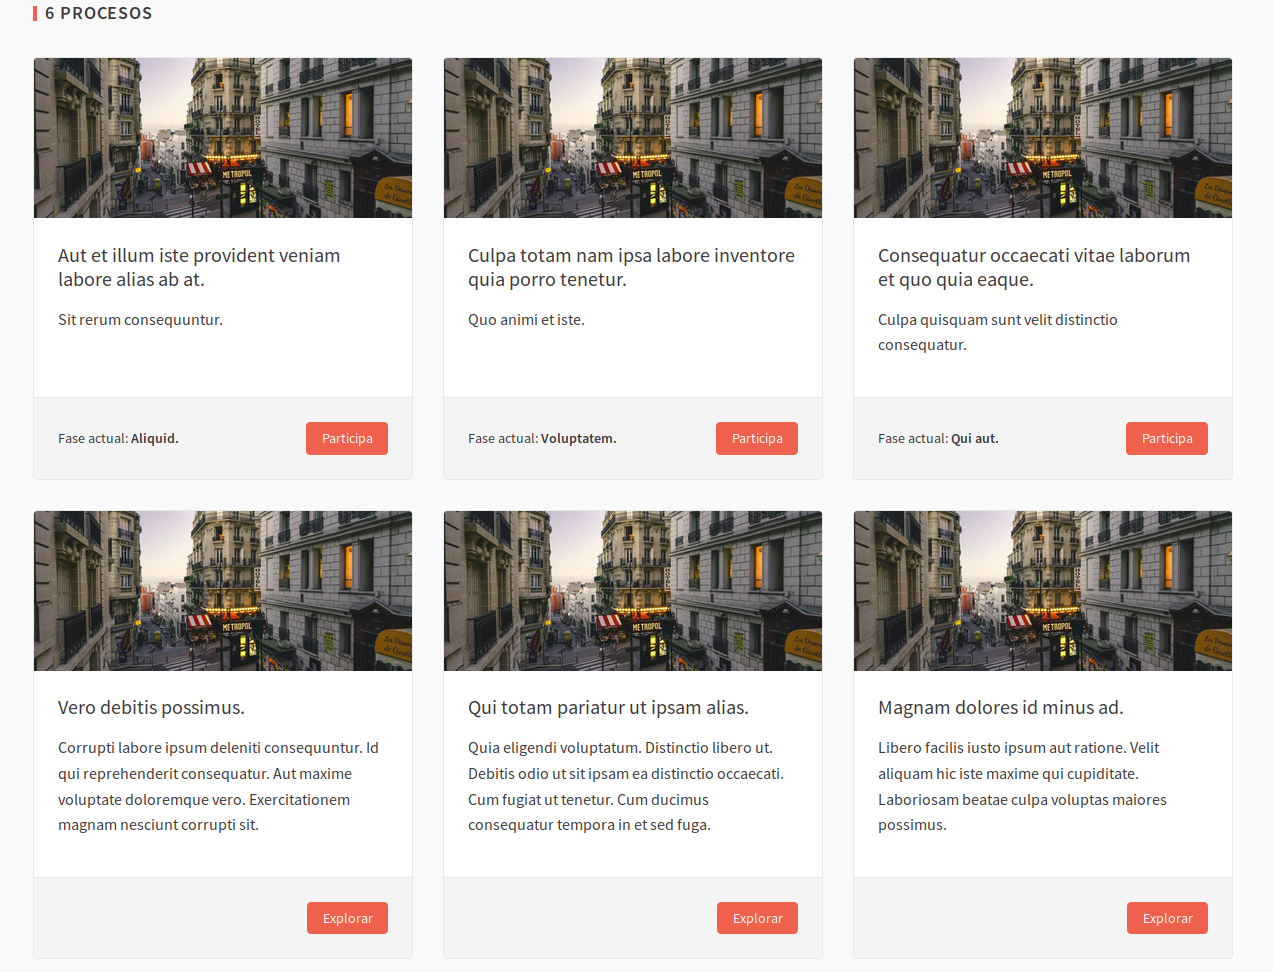 6 PROCESOS
METROPOL
HOTEL
Les Douceurs
de Ginette
METROPOL
METROPOL
Aut et illum iste provident veniam
labore alias ab at.
Sit rerum consequuntur.
Fase actual: Aliquid.
Participa
Culpa totam nam ipsa labore inventore
quia porro tenetur.
Quo animi et iste.
Fase actual: Voluptatem.
Participa
Consequatur occaecati vitae laborum
et quo quia eaque.
Culpa quisquam sunt velit distinctio
consequatur.
Fase actual: Qui aut.
Participa
METROPOL
METROPOL
METROPOL
Vero debitis possimus.
Corrupti labore ipsum deleniti consequuntur. Id
qui reprehenderit consequatur. Aut maxime
voluptate doloremque vero. Exercitationem
magnam nesciunt corrupti sit.
Explorar
Qui totam pariatur ut ipsam alias.
Quia eligendi voluptatum. Distinctio libero ut.
Debitis odio ut sit ipsam ea distinctio occaecati.
Cum fugiat ut tenetur. Cum ducimus
consequatur tempora in et sed fuga.
Explorar
Magnam dolores id minus ad.
Libero facilis iusto ipsum aut ratione. Velit
aliquam hic iste maxime qui cupiditate.
Laboriosam beatae culpa voluptas maiores
possimus.
Explorar